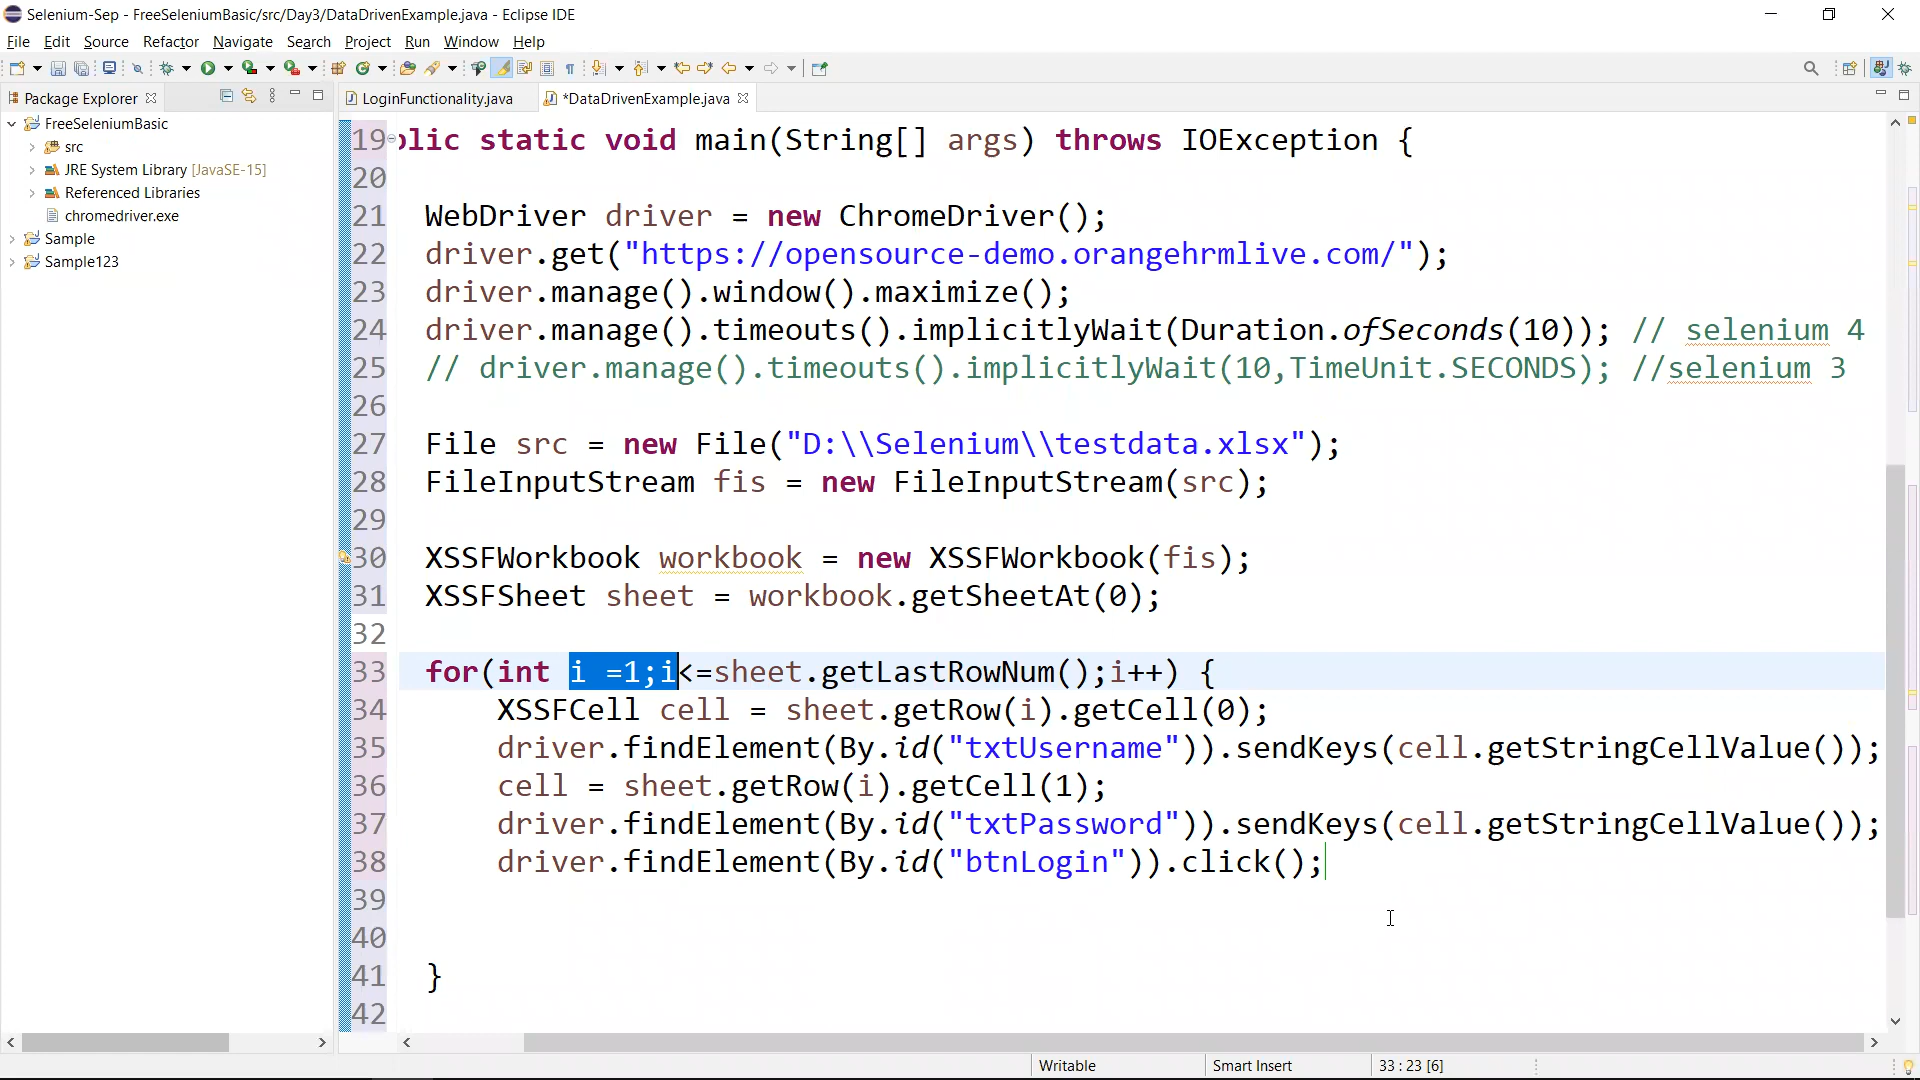 Selenium-Sep - FreeSeleniumBasic/src/Day3/DataDrivenExample.java - Eclipse IDE
File Edit Source Refactor Navigate Search Project Run Window Help
Package Explorer
FreeSeleniumBasic
src
JRE System Library [JavaSE-15]
Referenced Libraries
chromedriver.exe
Sample
Sample123
LoginFunctionality.java *DataDrivenExample.java
19 blic static void main(String[] args) throws IOException {
20
21 WebDriver driver = new ChromeDriver();
22 driver.get("https://opensource-demo.orangehrmlive.com/");
23 driver.manage().window().maximize();
24 driver.manage().timeouts().implicitlyWait(Duration.ofSeconds(10)); // selenium 4
25 // driver.manage().timeouts().implicitlyWait(10,TimeUnit.SECONDS); //selenium 3
26
27 File src = new File("D:\\Selenium\\testdata.xlsx");
28 FileInputStream fis = new FileInputStream(src);
29
30 XSSFWorkbook workbook = new XSSFWorkbook(fis);
31 XSSFSheet sheet = workbook.getSheetAt(0);
32
33 for(int i =1;i<=sheet.getLastRowNum();i++) {
34 XSSFCell cell = sheet.getRow(i).getCell(0);
35 driver.findElement(By.id("txtUsername")).sendKeys(cell.getStringCellValue());
36 cell = sheet.getRow(i).getCell(1);
37 driver.findElement(By.id("txtPassword")).sendKeys(cell.getStringCellValue());
38 driver.findElement(By.id("btnLogin")).click();
39
40
41 }
42
Writable Smart Insert 33 : 23 [6]